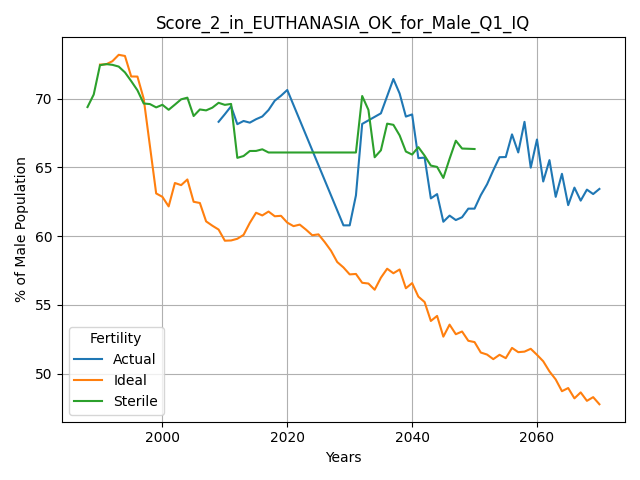 Score_2_in_EUTHANASIA_OK_for_Male_Q1_IQ
% of Male Population
70
65
60
55
50
Fertility
Actual
Ideal
Sterile
2000
2020
2040
2060
Years